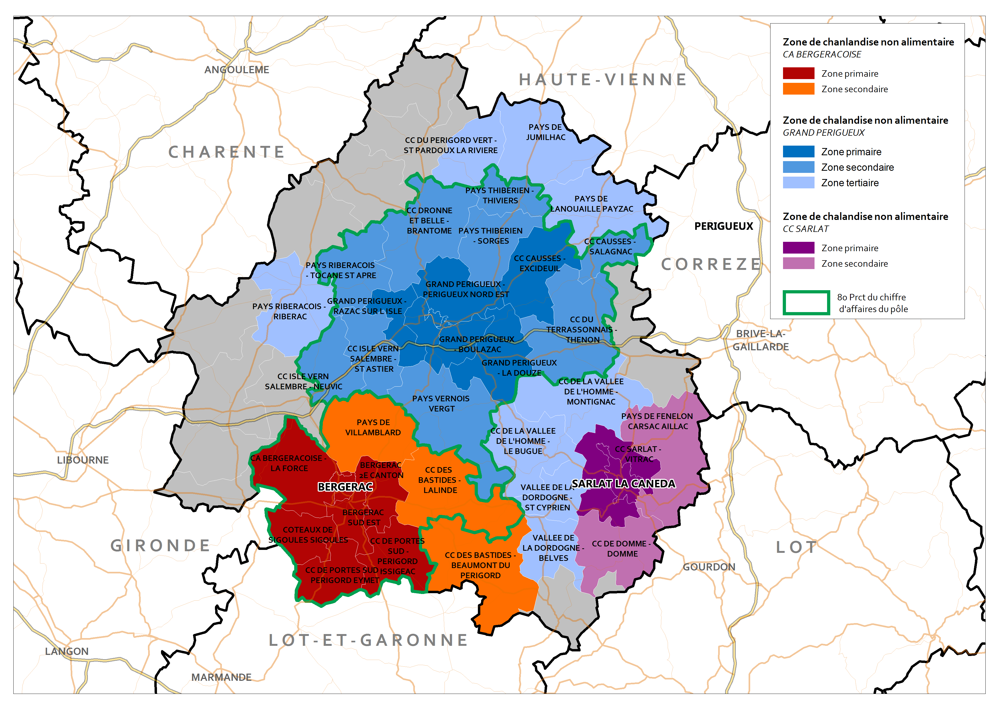 ANGOULEME
HAUTE-VIENNE
CHARENTE
PAYS DE
JUMILHAC
CC DU PERIGORD VERT -
ST PARDOUX LA RIVIERE
PAYS THIBERIEN -
THIVIERS
PAYS DE
LANOUAILLE PAYZAC
CC DRONNE
ET BELLE -
BRANTOME
PAYS THIBERIEN
- SORGES
PERIGUEUX
CC CAUSSES -
SALAGNAC
CC CAUSSES -
EXCIDEUIL
CORREZE
PAYS RIBERACOIS
- TOCANE ST APRE
GRAND PERIGUEUX -
PERIGUEUX NORD EST
GRAND PERIGUEUX -
RAZAC SUR L ISLE
PAYS RIBERACOIS -
RIBERAC
CC DU
TERRASSONNAIS -
THENON
GRAND PERIGUEUX
- BOULAZAC
BRIVE-LA-
GAILLARDE
CC ISLE VERN
SALEMBRE -
ST ASTIER
GRAND PERIGUEUX
- LA DOUZE
CC ISLE VERN
SALEMBRE - NEUVIC
CC DE LA VALLEE
DE L'HOMME -
MONTIGNAC
PAYS VERNOIS
VERGT
PAYS DE FENELON
CARSAC AILLAC
PAYS DE
VILLAMBLARD
CC DE LA VALLEE
DE L'HOMME -
LE BUGUE
CC SARLAT -
VITRAC
LIBOURNE
CA BERGERACOISE -
LA FORCE
BERGERAC
2E CANTON
CC DES
BASTIDES -
LALINDE
BERGERAC
SARLAT LA CANEDA
VALLEE DE LA
DORDOGNE -
ST CYPRIEN
BERGERAC
SUD EST
COTEAUX DE
SIGOULES SIGOULES
CC DE PORTES
SUD -
PERIGORD
ISSIGEAC
GIRONDE
VALLEE DE
LA DORDOGNE -
BELVES
CC DE DOMME -
DOMME
LOT
CC DES BASTIDES -
BEAUMONT DU
PERIGORD
CC DE PORTES SUD
PERIGORD EYMET
GOURDON
LOT-ET-GARONNE
LANGON
MARMANDE
Zone de chanlandise non alimentaire
CA BERGERACOISE
Zone primaire
Zone secondaire
Zone de chalandise non alimentaire
GRAND PERIGUEUX
Zone primaire
Zone secondaire
Zone tertiaire
Zone de chalandise non alimentaire
CC SARLAT
Zone primaire
Zone secondaire
80 Prct du chiffre
d'affaires du pôle